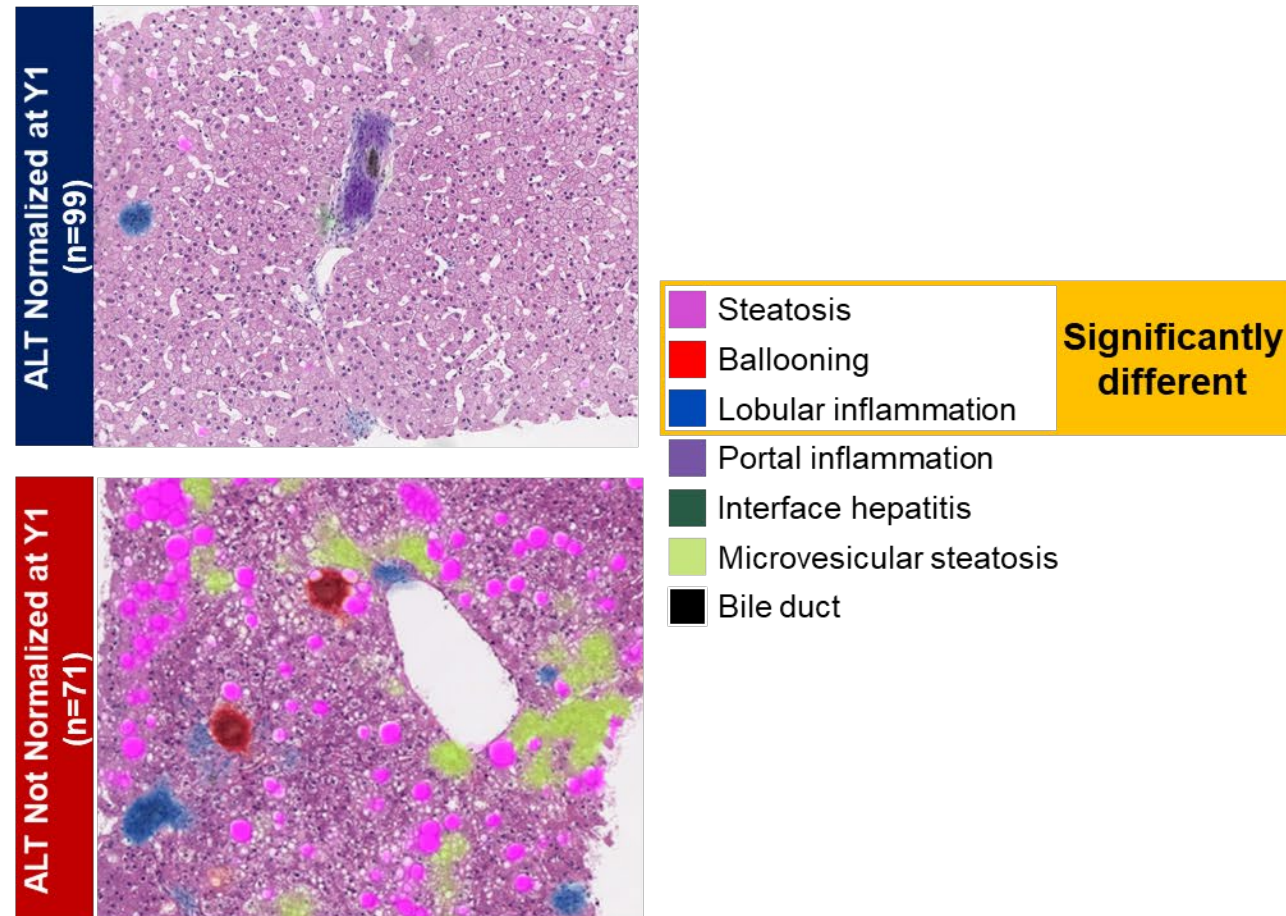 ALT Normalized at Y1
(n=99)
Steatosis
Ballooning
Lobular inflammation
Significantly
different
Portal inflammation
Interface hepatitis
Microvesicular steatosis
Bile duct
ALT Not Normalized at Y1
(n=71)